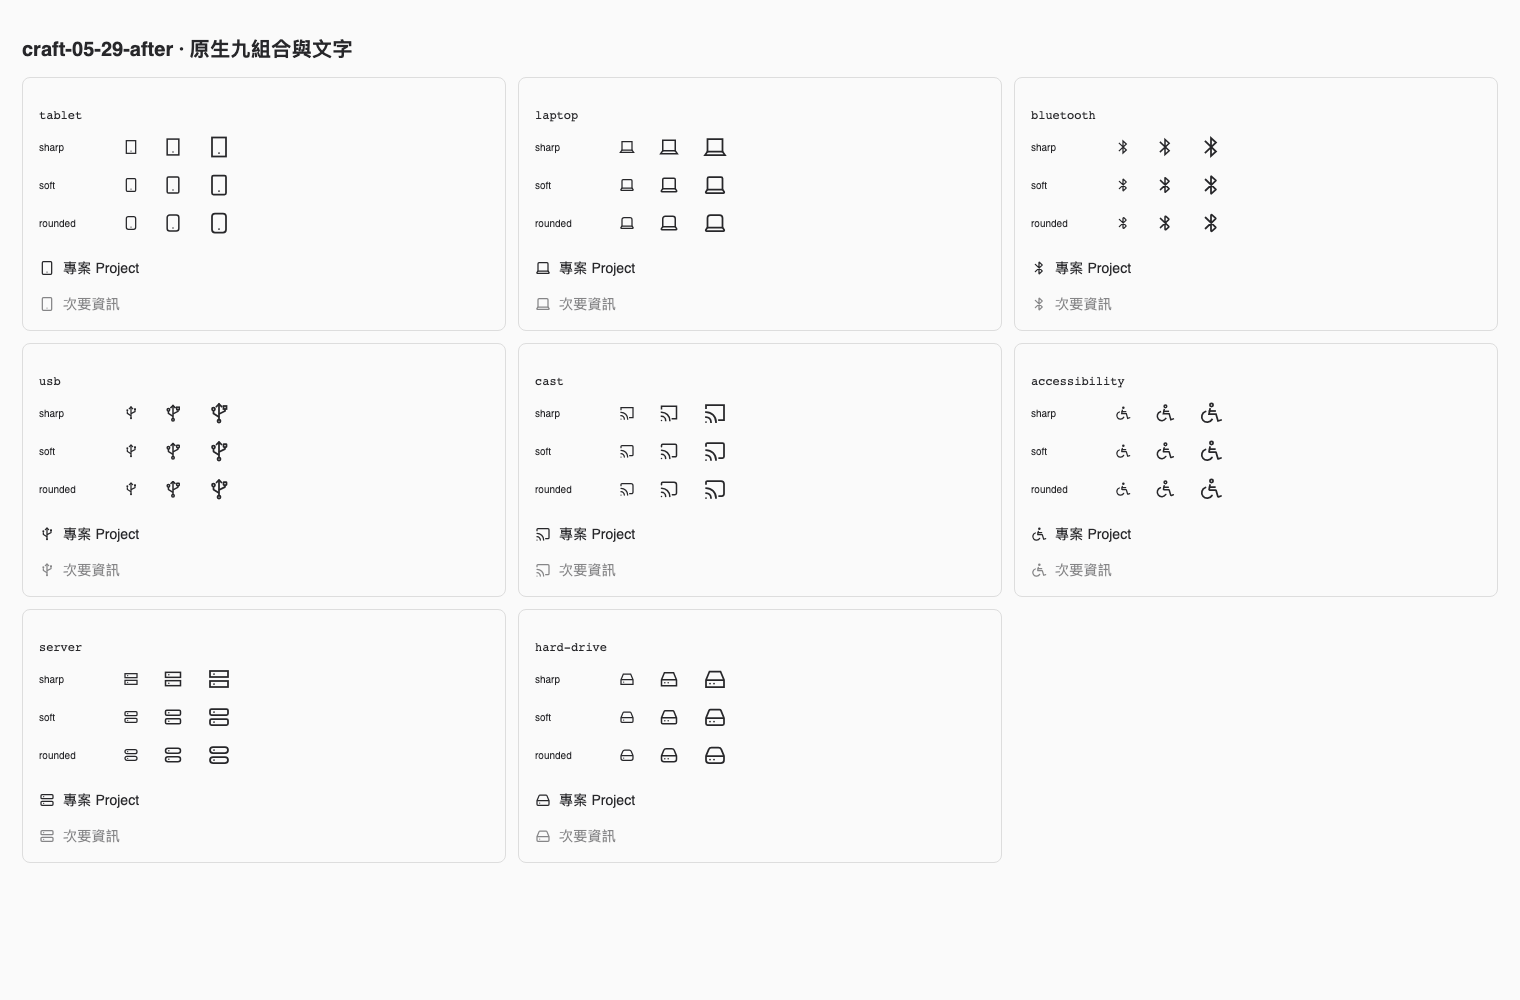 craft-05-29-after · 原生九組合與文字
tablet
sharp
soft
rounded
專案 Project
次要資訊
laptop
sharp
soft
rounded
專案 Project
次要資訊
bluetooth
sharp
soft
rounded
專案 Project
次要資訊
usb
sharp
soft
rounded
專案 Project
次要資訊
cast
sharp
soft
rounded
專案 Project
次要資訊
accessibility
sharp
soft
rounded
專案 Project
次要資訊
server
sharp
soft
rounded
專案 Project
次要資訊
hard-drive
sharp
soft
rounded
專案 Project
次要資訊